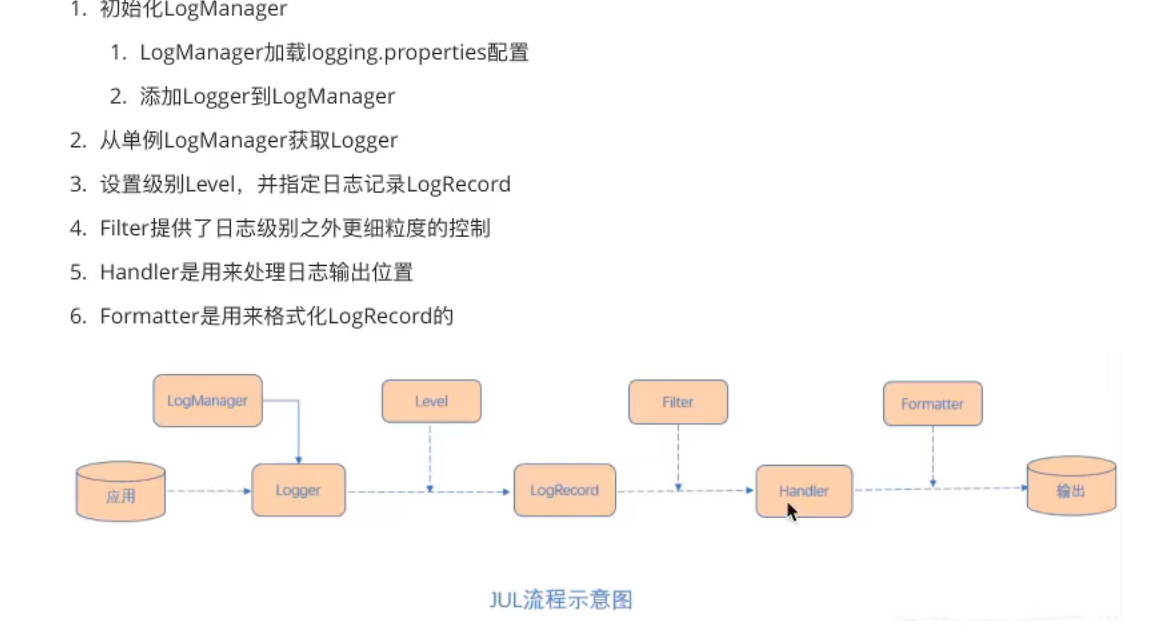 1. 初始化LogManager
1. LogManager加载logging.properties配置
2. 添加Logger到LogManager
2. 从单例LogManager获取Logger
3. 设置级别Level，并指定日志记录LogRecord
4. Filter提供了日志级别之外更细粒度的控制
5. Handler是用来处理日志输出位置
6. Formatter是用来格式化LogRecord的
LogManager
Level
Filter
Formatter
应用
Logger
LogRecord
Handler
输出
JUL流程示意图